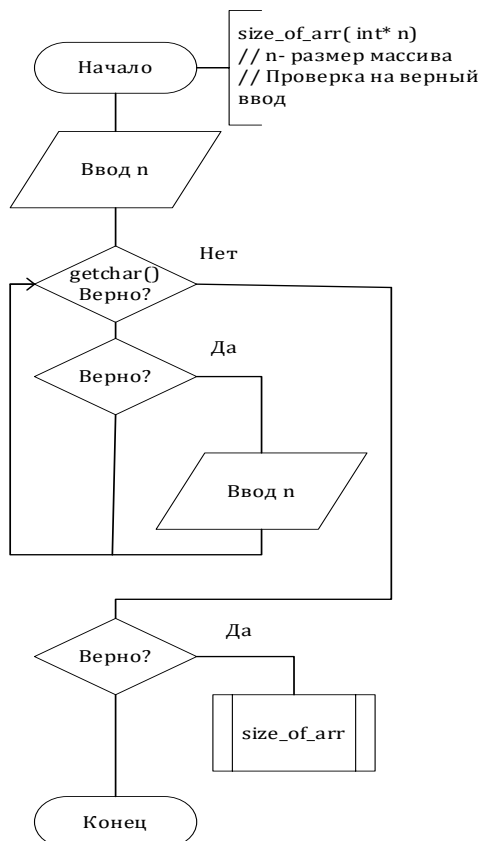 size_of_arr( int* n)
// n- размер массива
// Проверка на верный
ввод
Начало
Ввод n
Нет
getchar()
Верно?
Да
Верно?
Ввод n
Да
Верно?
size_of_arr
Конец